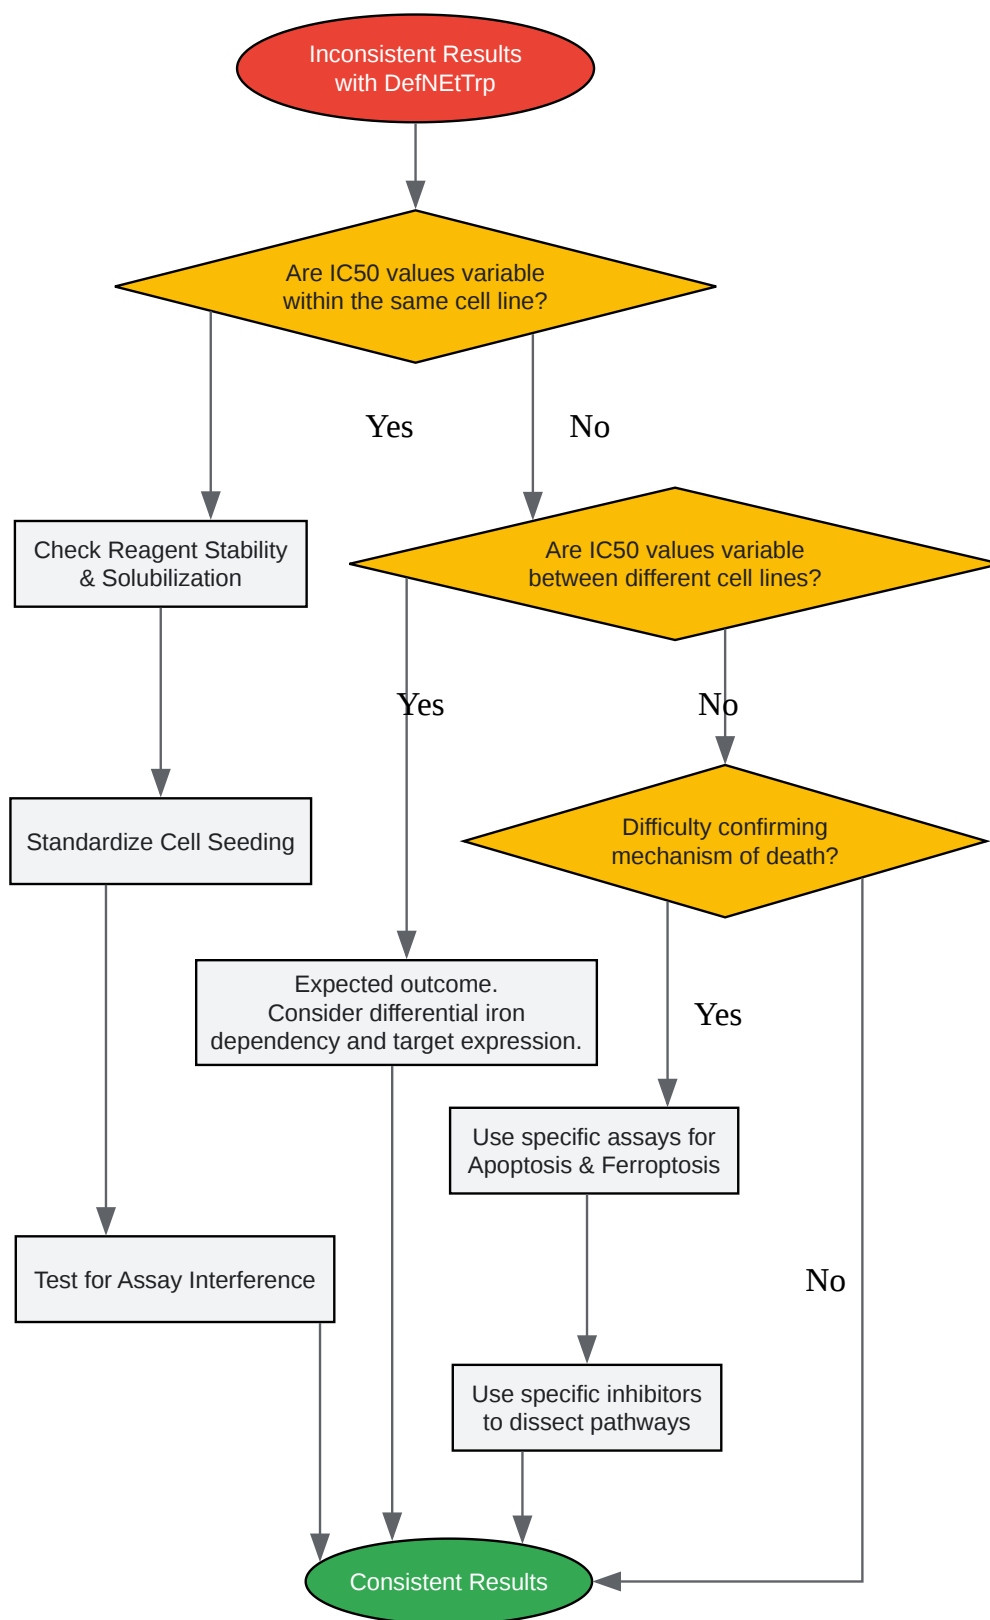 Inconsistent Results
with DefNEtTrp
Are IC50 values variable
within the same cell line?
Yes
No
Check Reagent Stability
& Solubilization
Are IC50 values variable
between different cell lines?
Yes
No
Standardize Cell Seeding
Difficulty confirming
mechanism of death?
Expected outcome.
Consider differential iron
dependency and target expression.
Yes
Use specific assays for
Apoptosis & Ferroptosis
Test for Assay Interference
No
Use specific inhibitors
to dissect pathways
Consistent Results